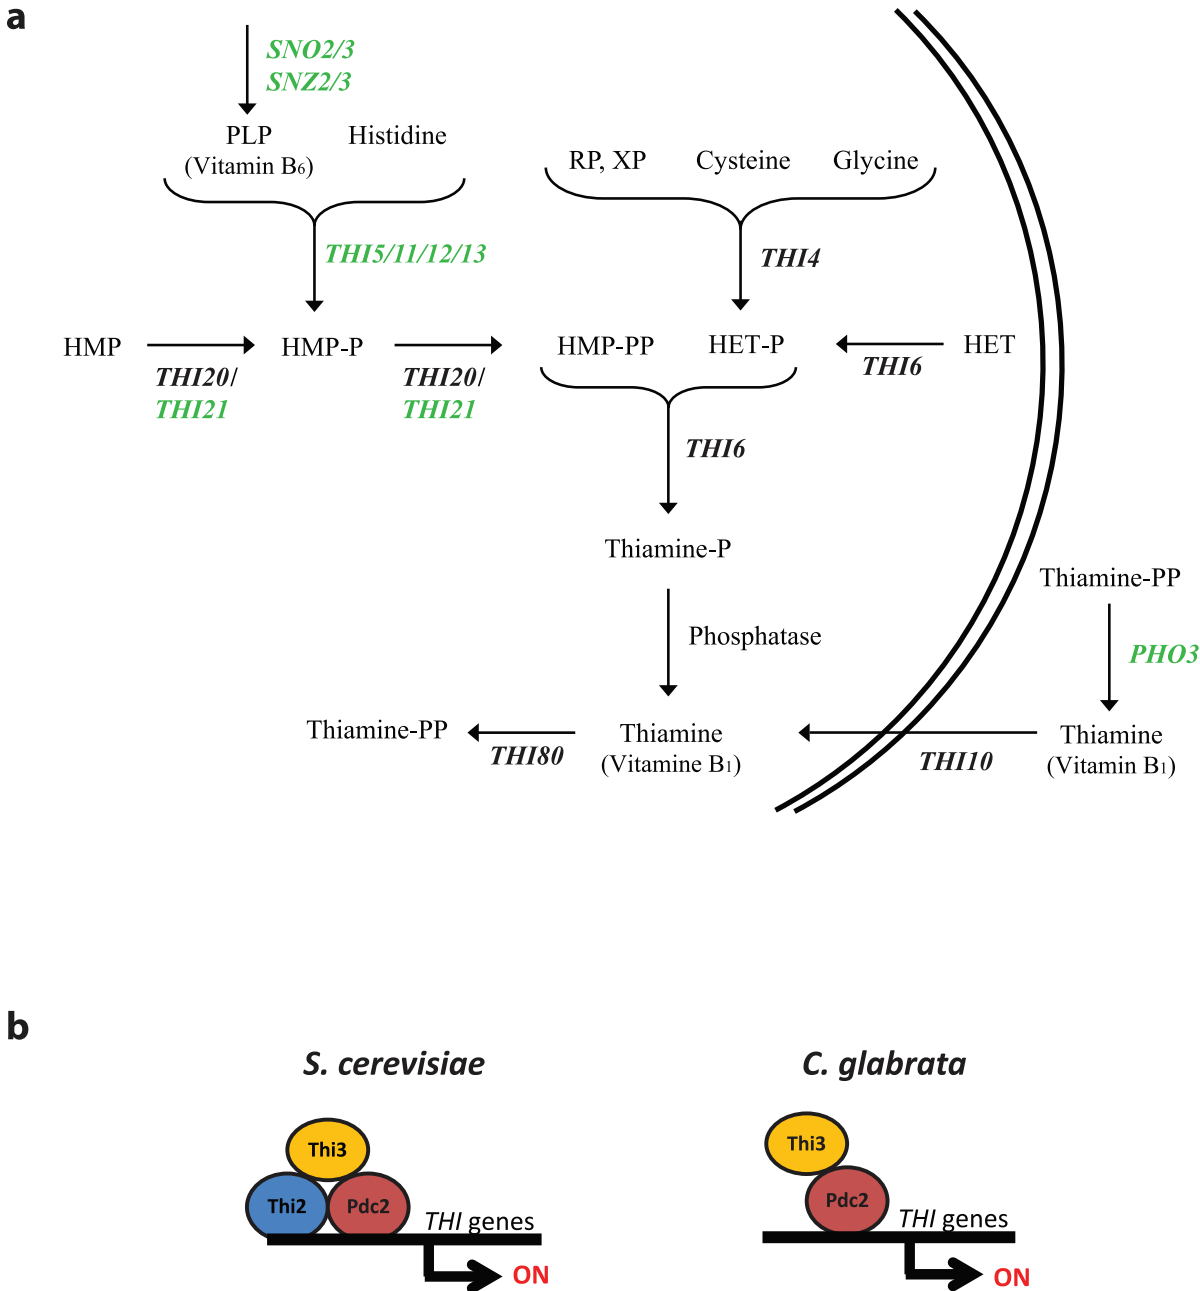 a
SNO2/3
SNZ2/3
PLP
(Vitamin B6)
Histidine
RP, XP
Cysteine
Glycine
THI5/11/12/13
THI4
HMP
HMP-P
HMP-PP
HET-P
HET
THI20/
THI21
THI20/
THI21
THI6
THI6
Thiamine-P
Thiamine-PP
Phosphatase
PHO3
Thiamine-PP
THI80
Thiamine
(Vitamine B1)
THI10
Thiamine
(Vitamin B1)
b
S. cerevisiae
C. glabrata
Thi3
Thi2
Pdc2
THI genes
ON
Thi3
Pdc2
THI genes
ON